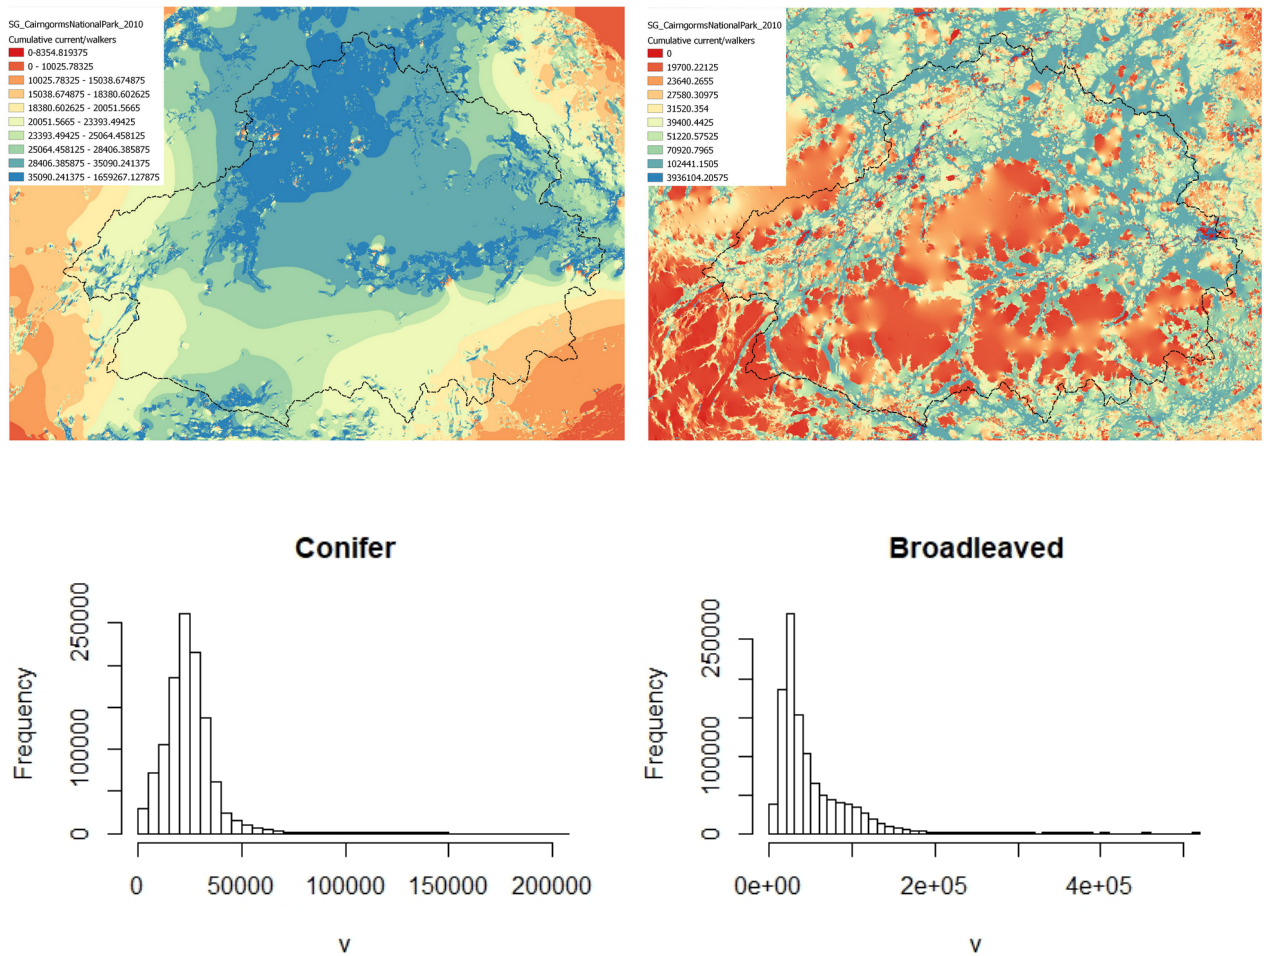 SG_CairngormsNationalPark_2010
Cumulative current/walkers
0-8354.819375
0 - 10025.78325
10025.78325 - 15038.674875
15038.674875 - 18380.602625
18380.602625 - 20051.5665
20051.5665 - 23393.49425
23393.49425 - 25064.458125
25064.458125 - 28406.385875
28406.385875 - 35090.241375
35090.241375 - 1659267.127875
SG_CairngormsNationalPark_2010
Cumulative current/walkers
0
19700.22125
23640.2655
27580.30975
31520.354
39400.4425
51220.57525
70920.7965
102441.1505
3936104.20575
Conifer
Frequency
250000
100000
0
0 50000 100000 150000 200000
v
Broadleaved
Frequency
250000
100000
0
0e+00 2e+05 4e+05
v